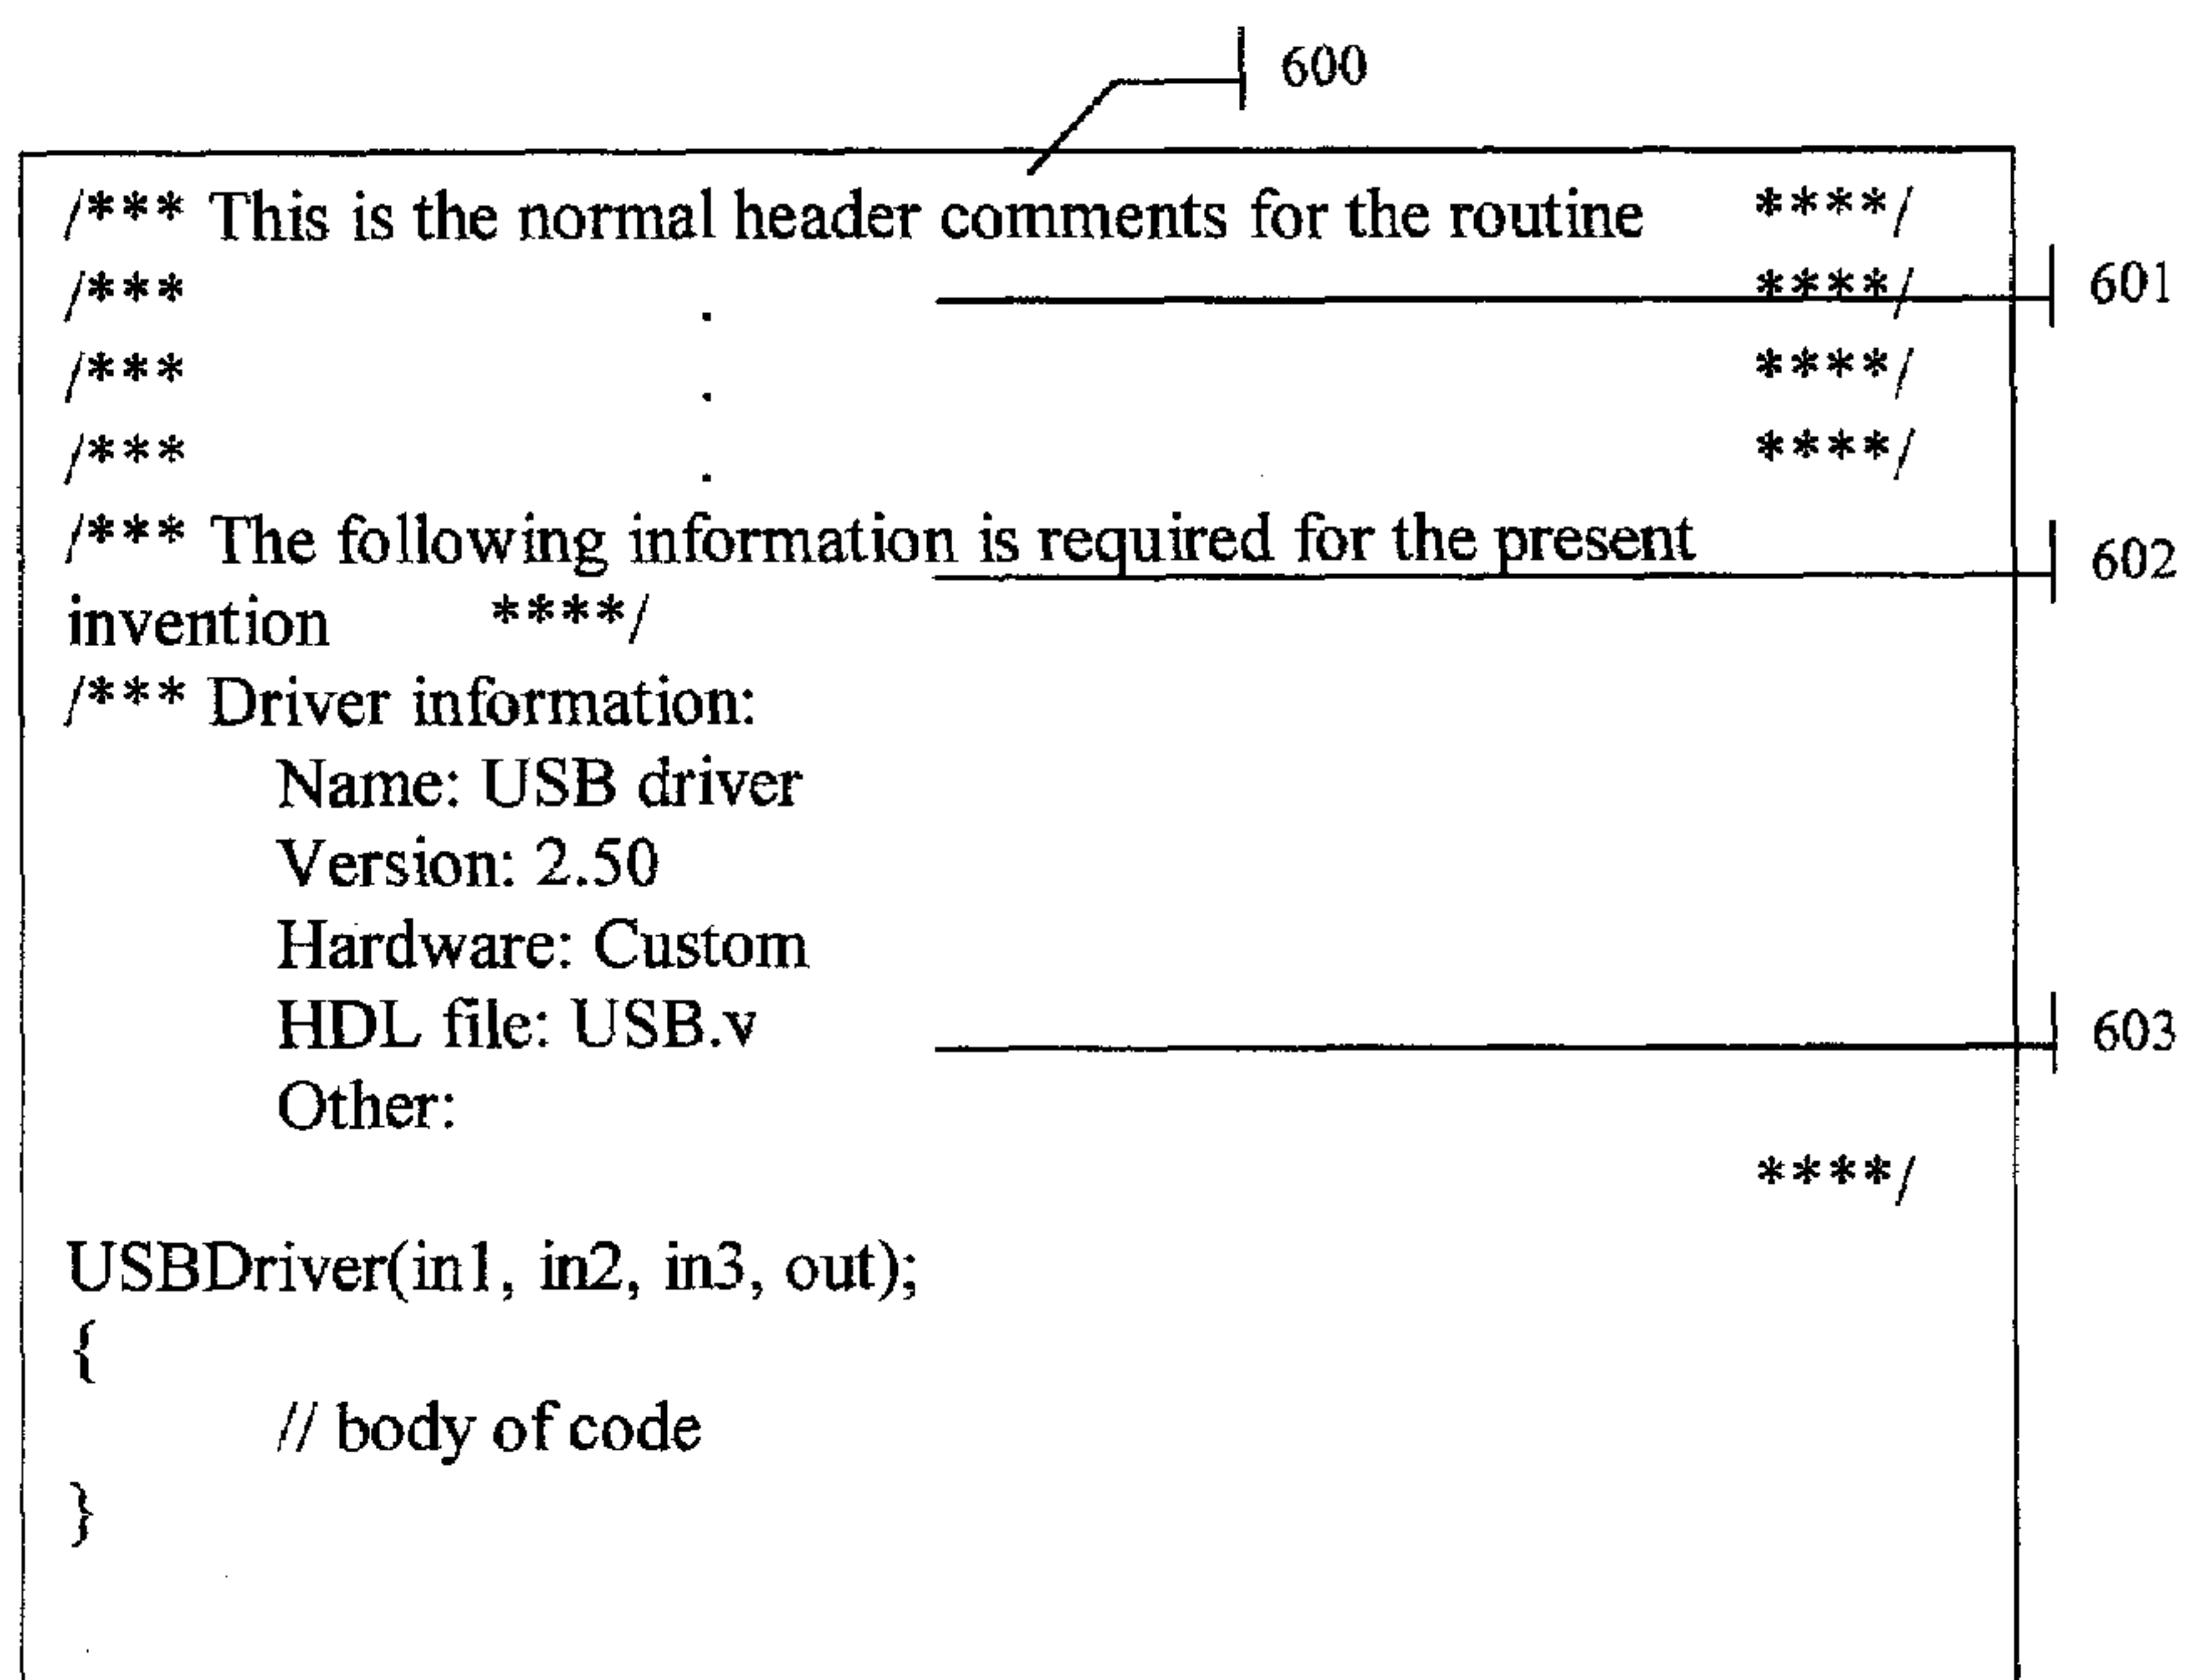 600
/*** This is the normal header comments for the routine ****/
/*** . ****/ 601
/*** . ****/
/*** . ****/
/*** The following information is required for the present 602
invention ****/
/*** Driver information:
Name: USB driver
Version: 2.50
Hardware: Custom
HDL file: USB.v 603
Other:
****/
USBDriver(in1, in2, in3, out);
{
// body of code
}